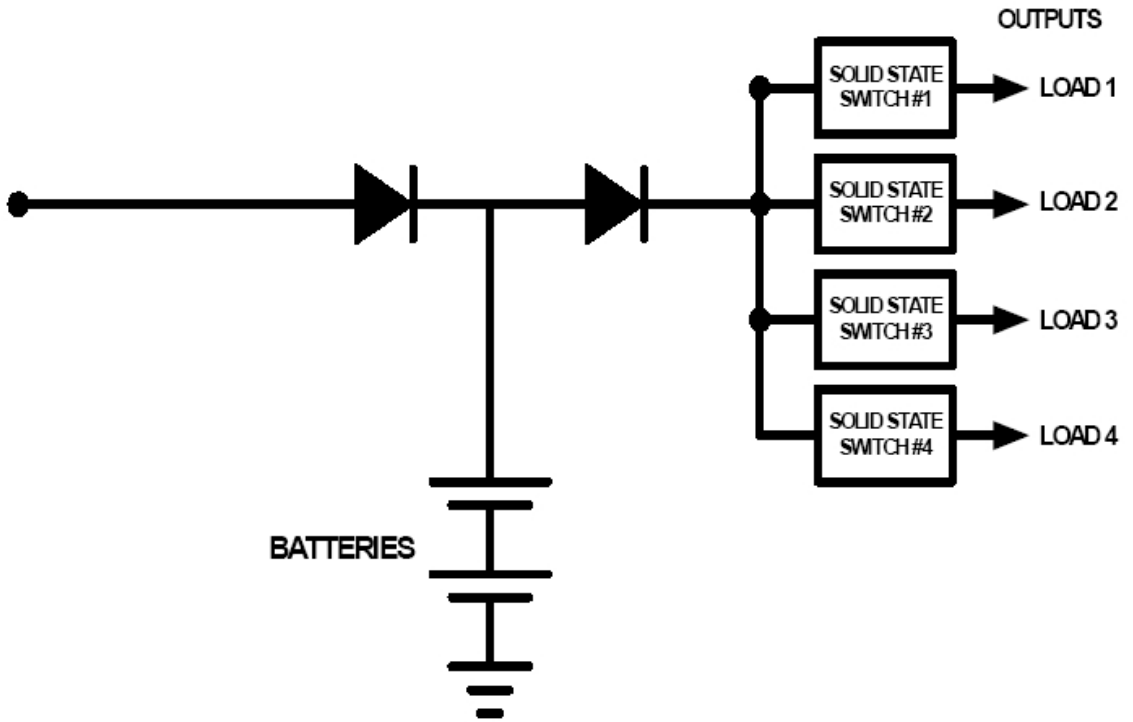 OUTPUTS
SOLID STATE
SWITCH #1
LOAD 1
SOLID STATE
SWITCH #2
LOAD 2
SOLID STATE
SWITCH #3
LOAD 3
SOLID STATE
SWITCH #4
LOAD 4
BATTERIES